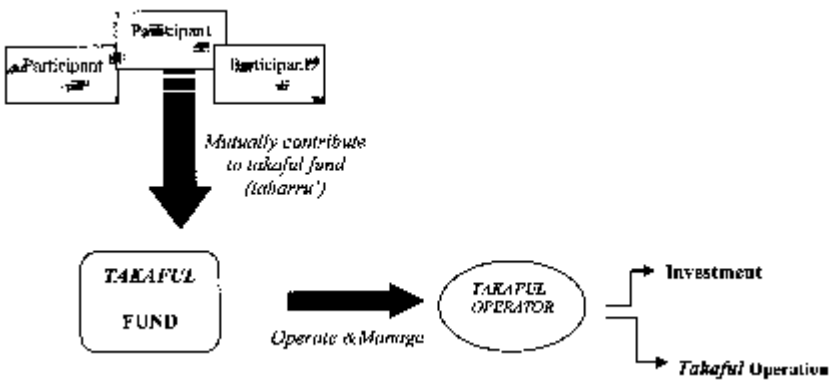 Participant
Participant
Participant
Mutually contribute
to takaful fund
(tabarru')
TAKAFUL
FUND
Operate & Manage
TAKAFUL
OPERATOR
Investment
Takaful Operation